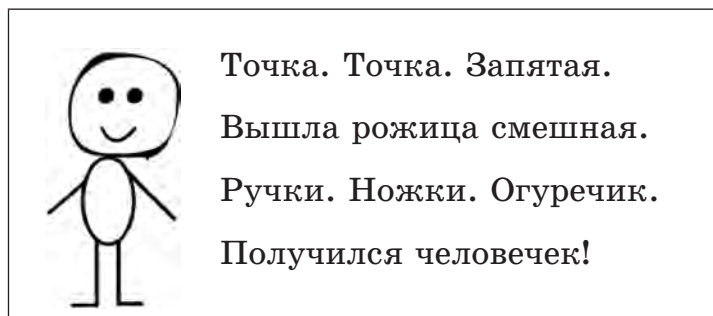 Точка. Точка. Запятая.
Вышла рожица смешная.
Ручки. Ножки. Огуречик.
Получился человечек!